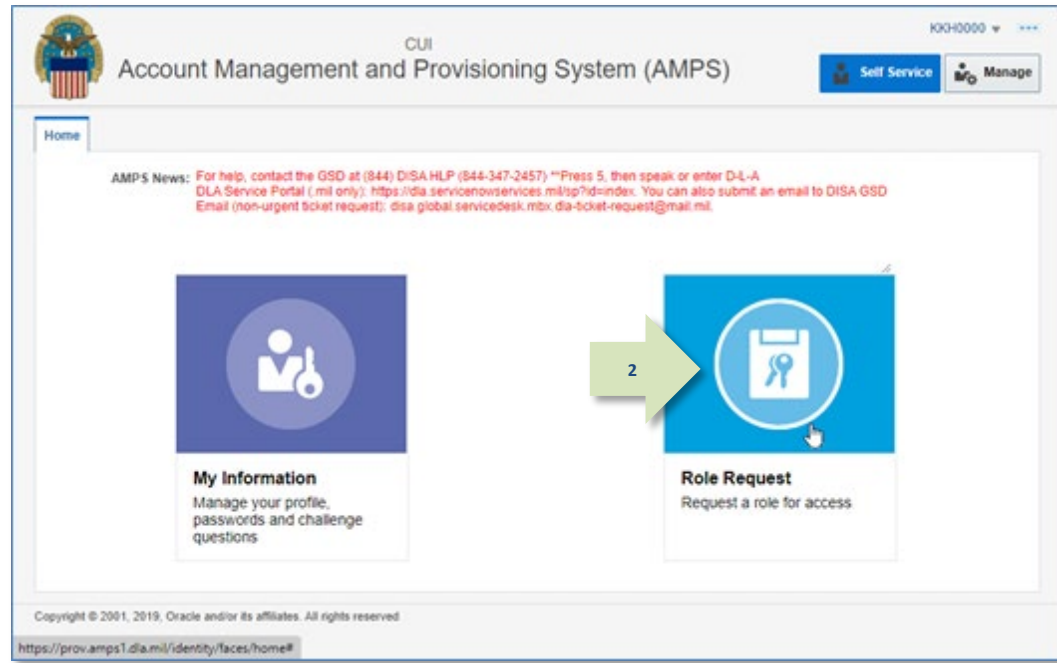 CUI
Account Management and Provisioning System (AMPS)
KKH0000
Self Service
Manage
Home
AMPS News: For help, contact the GSD at (844) DISA HLP (844-347-2457) **Press 5, then speak or enter D-L-A
DLA Service Portal (.mil only): https://dla.servicenowservices.mil/sp?id=index. You can also submit an email to DISA GSD
Email (non-urgent ticket request): disa.global.servicedesk.mbx.dla-ticket-request@mail.mil.
2
My Information
Manage your profile,
passwords and challenge
questions
Role Request
Request a role for access
Copyright © 2001, 2019, Oracle and/or its affiliates. All rights reserved
https://prov.amps1.dla.mil/identity/faces/home#